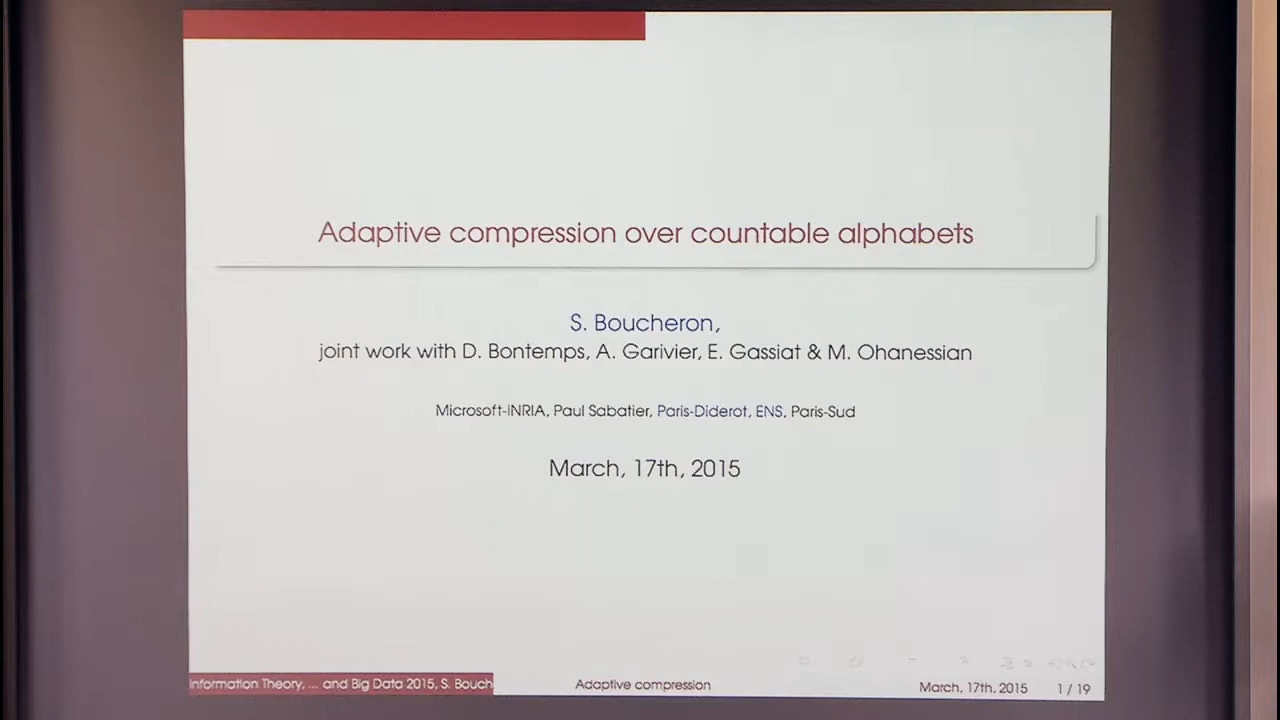 Adaptive compression over countable alphabets
S. Boucheron,
joint work with D. Bontemps, A. Garivier, E. Gassiat & M. Ohanessian
Microsoft-INRIA, Paul Sabatier, Paris-Diderot, ENS, Paris-Sud
March, 17th, 2015
Information Theory, ... and Big Data 2015, S. Bouch
Adaptive compression
March, 17th, 2015 1 / 19